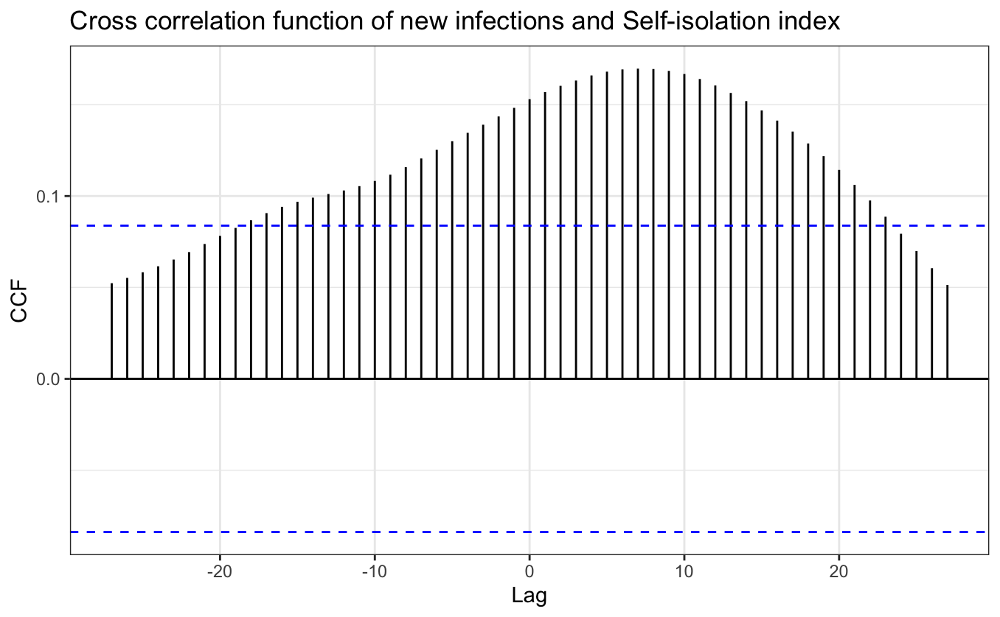 Cross correlation function of new infections and Self-isolation index
CCF
0.1
0.0
-20 -10 0 10 20
Lag